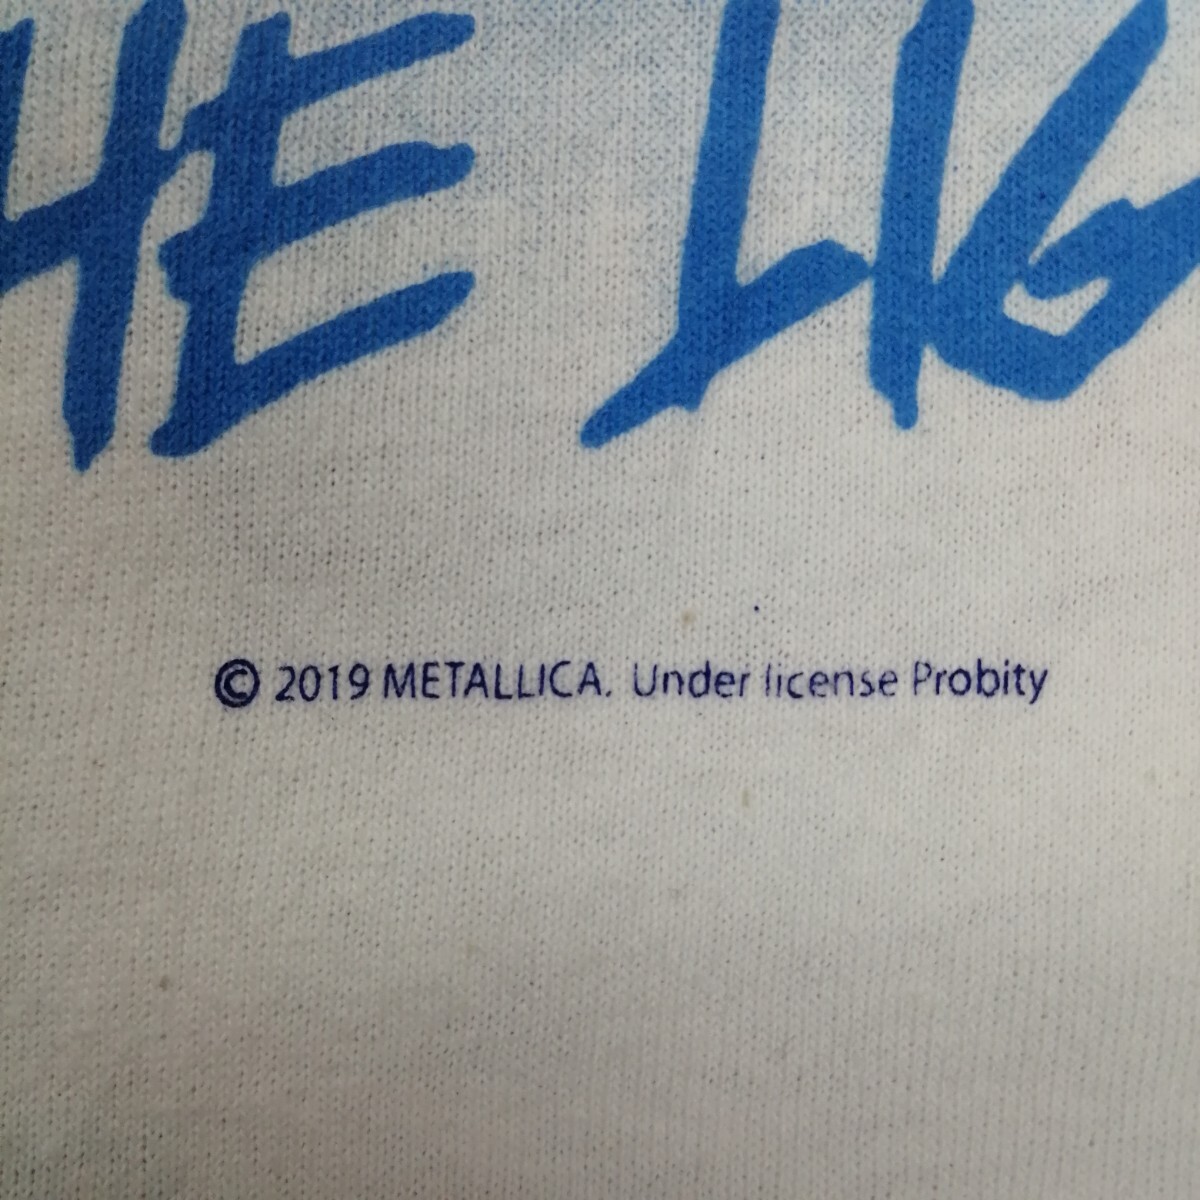 HE LIG
© 2019 METALLICA. Under license Probity